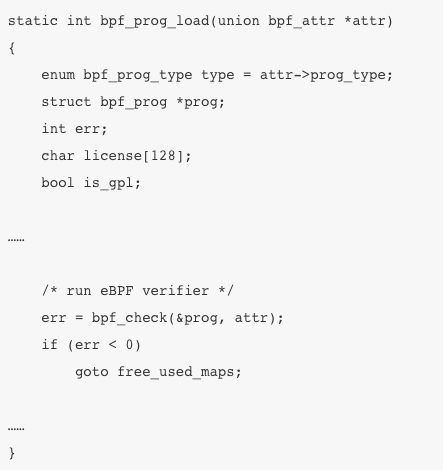 static int bpf_prog_load(union bpf_attr *attr)
{
    enum bpf_prog_type type = attr->prog_type;
    struct bpf_prog *prog;
    int err;
    char license[128];
    bool is_gpl;
……
    /* run eBPF verifier */
    err = bpf_check(&prog, attr);
    if (err < 0)
        goto free_used_maps;
……
}